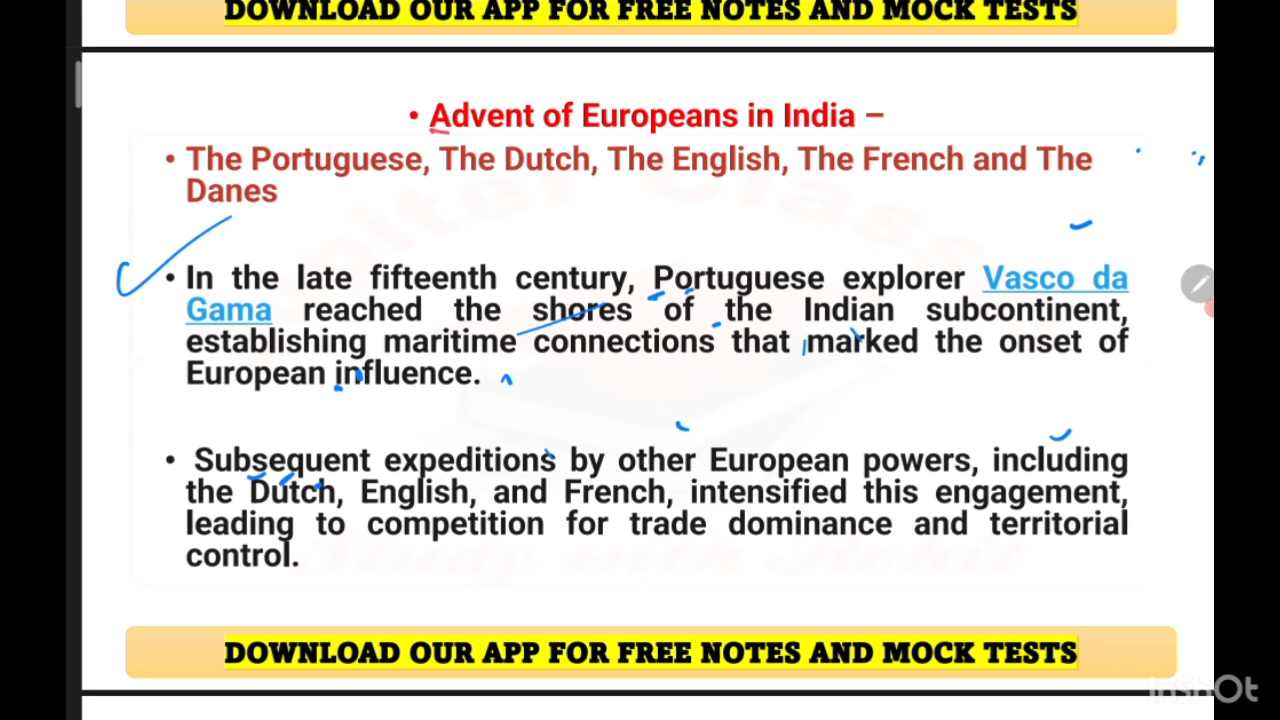 DOWNLOAD OUR APP FOR FREE NOTES AND MOCK TESTS
• Advent of Europeans in India –
• The Portuguese, The Dutch, The English, The French and The
Danes
• In the late fifteenth century, Portuguese explorer Vasco da
Gama reached the shores of the Indian subcontinent,
establishing maritime connections that marked the onset of
European influence.
• Subsequent expeditions by other European powers, including
the Dutch, English, and French, intensified this engagement,
leading to competition for trade dominance and territorial
control.
DOWNLOAD OUR APP FOR FREE NOTES AND MOCK TESTS
InShOt